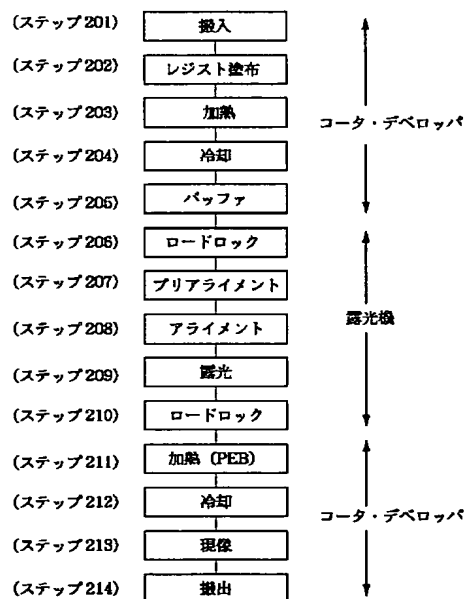 (ステップ201) 搬入
(ステップ202) レジスト塗布
(ステップ203) 加熱
コータ・デベロッパ
(ステップ204) 冷却
(ステップ205) バッファ
(ステップ206) ロードロック
(ステップ207) プリアライメント
(ステップ208) アライメント
露光機
(ステップ209) 露光
(ステップ210) ロードロック
(ステップ211) 加熱 (PEB)
(ステップ212) 冷却
コータ・デベロッパ
(ステップ213) 現像
(ステップ214) 搬出